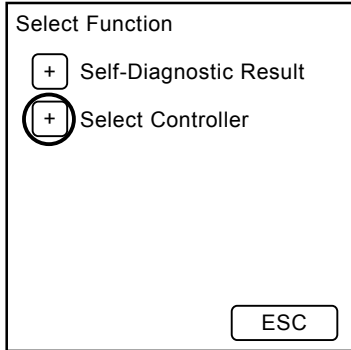 Select Function
+ Self-Diagnostic Result
+ Select Controller
ESC